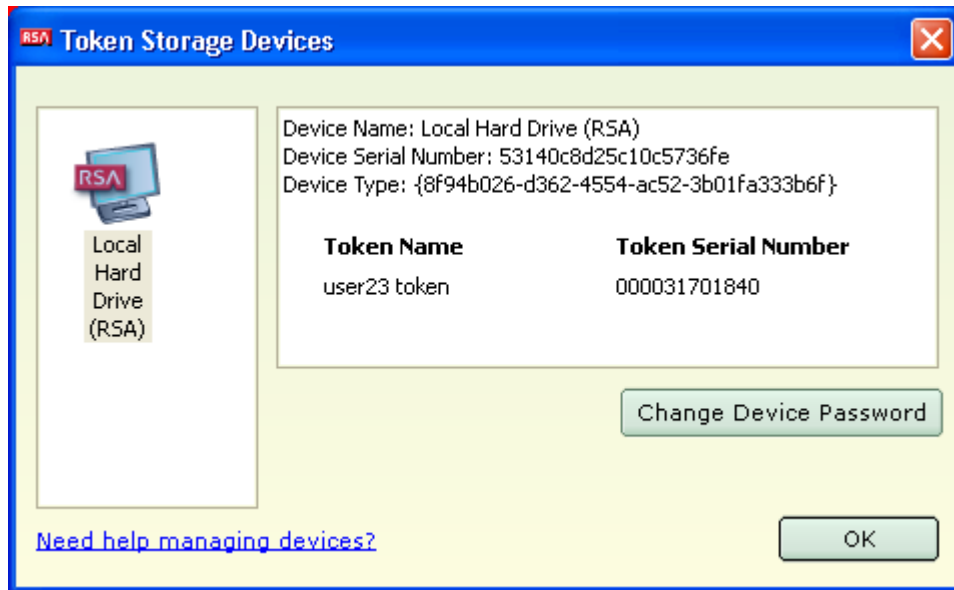 RSA Token Storage Devices
RSA
Local
Hard
Drive
(RSA)
Device Name: Local Hard Drive (RSA)
Device Serial Number: 53140c8d25c10c5736fe
Device Type: {8f94b026-d362-4554-ac52-3b01fa333b6f}
Token Name Token Serial Number
user23 token 000031701840
Change Device Password
Need help managing devices?
OK